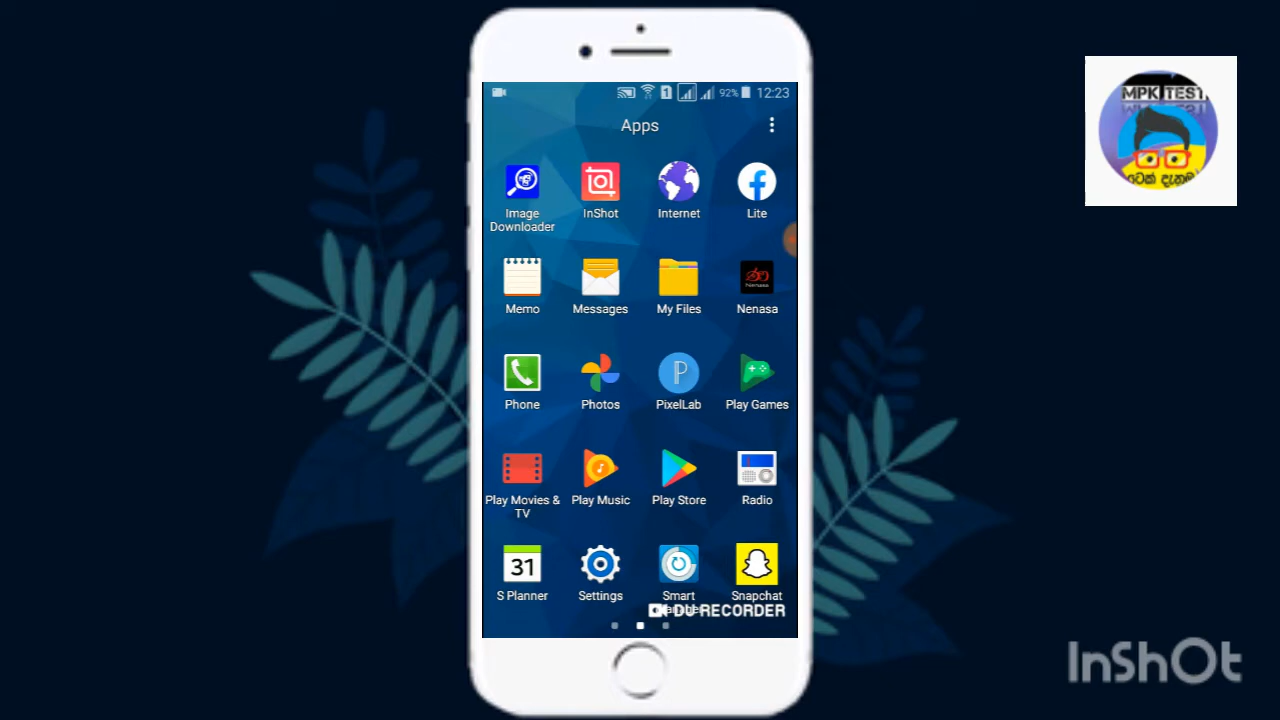 92% 12:23
Apps
MPK TEST
ටෙක් දැනුම
Image
Downloader
InShot
Internet
Lite
Memo
Messages
My Files
Nenasa
Nenasa
Phone
Photos
PixelLab
Play Games
Play Movies &
TV
Play Music
Play Store
Radio
31
S Planner
Settings
Smart
Snapchat
DU RECORDER
InShOt